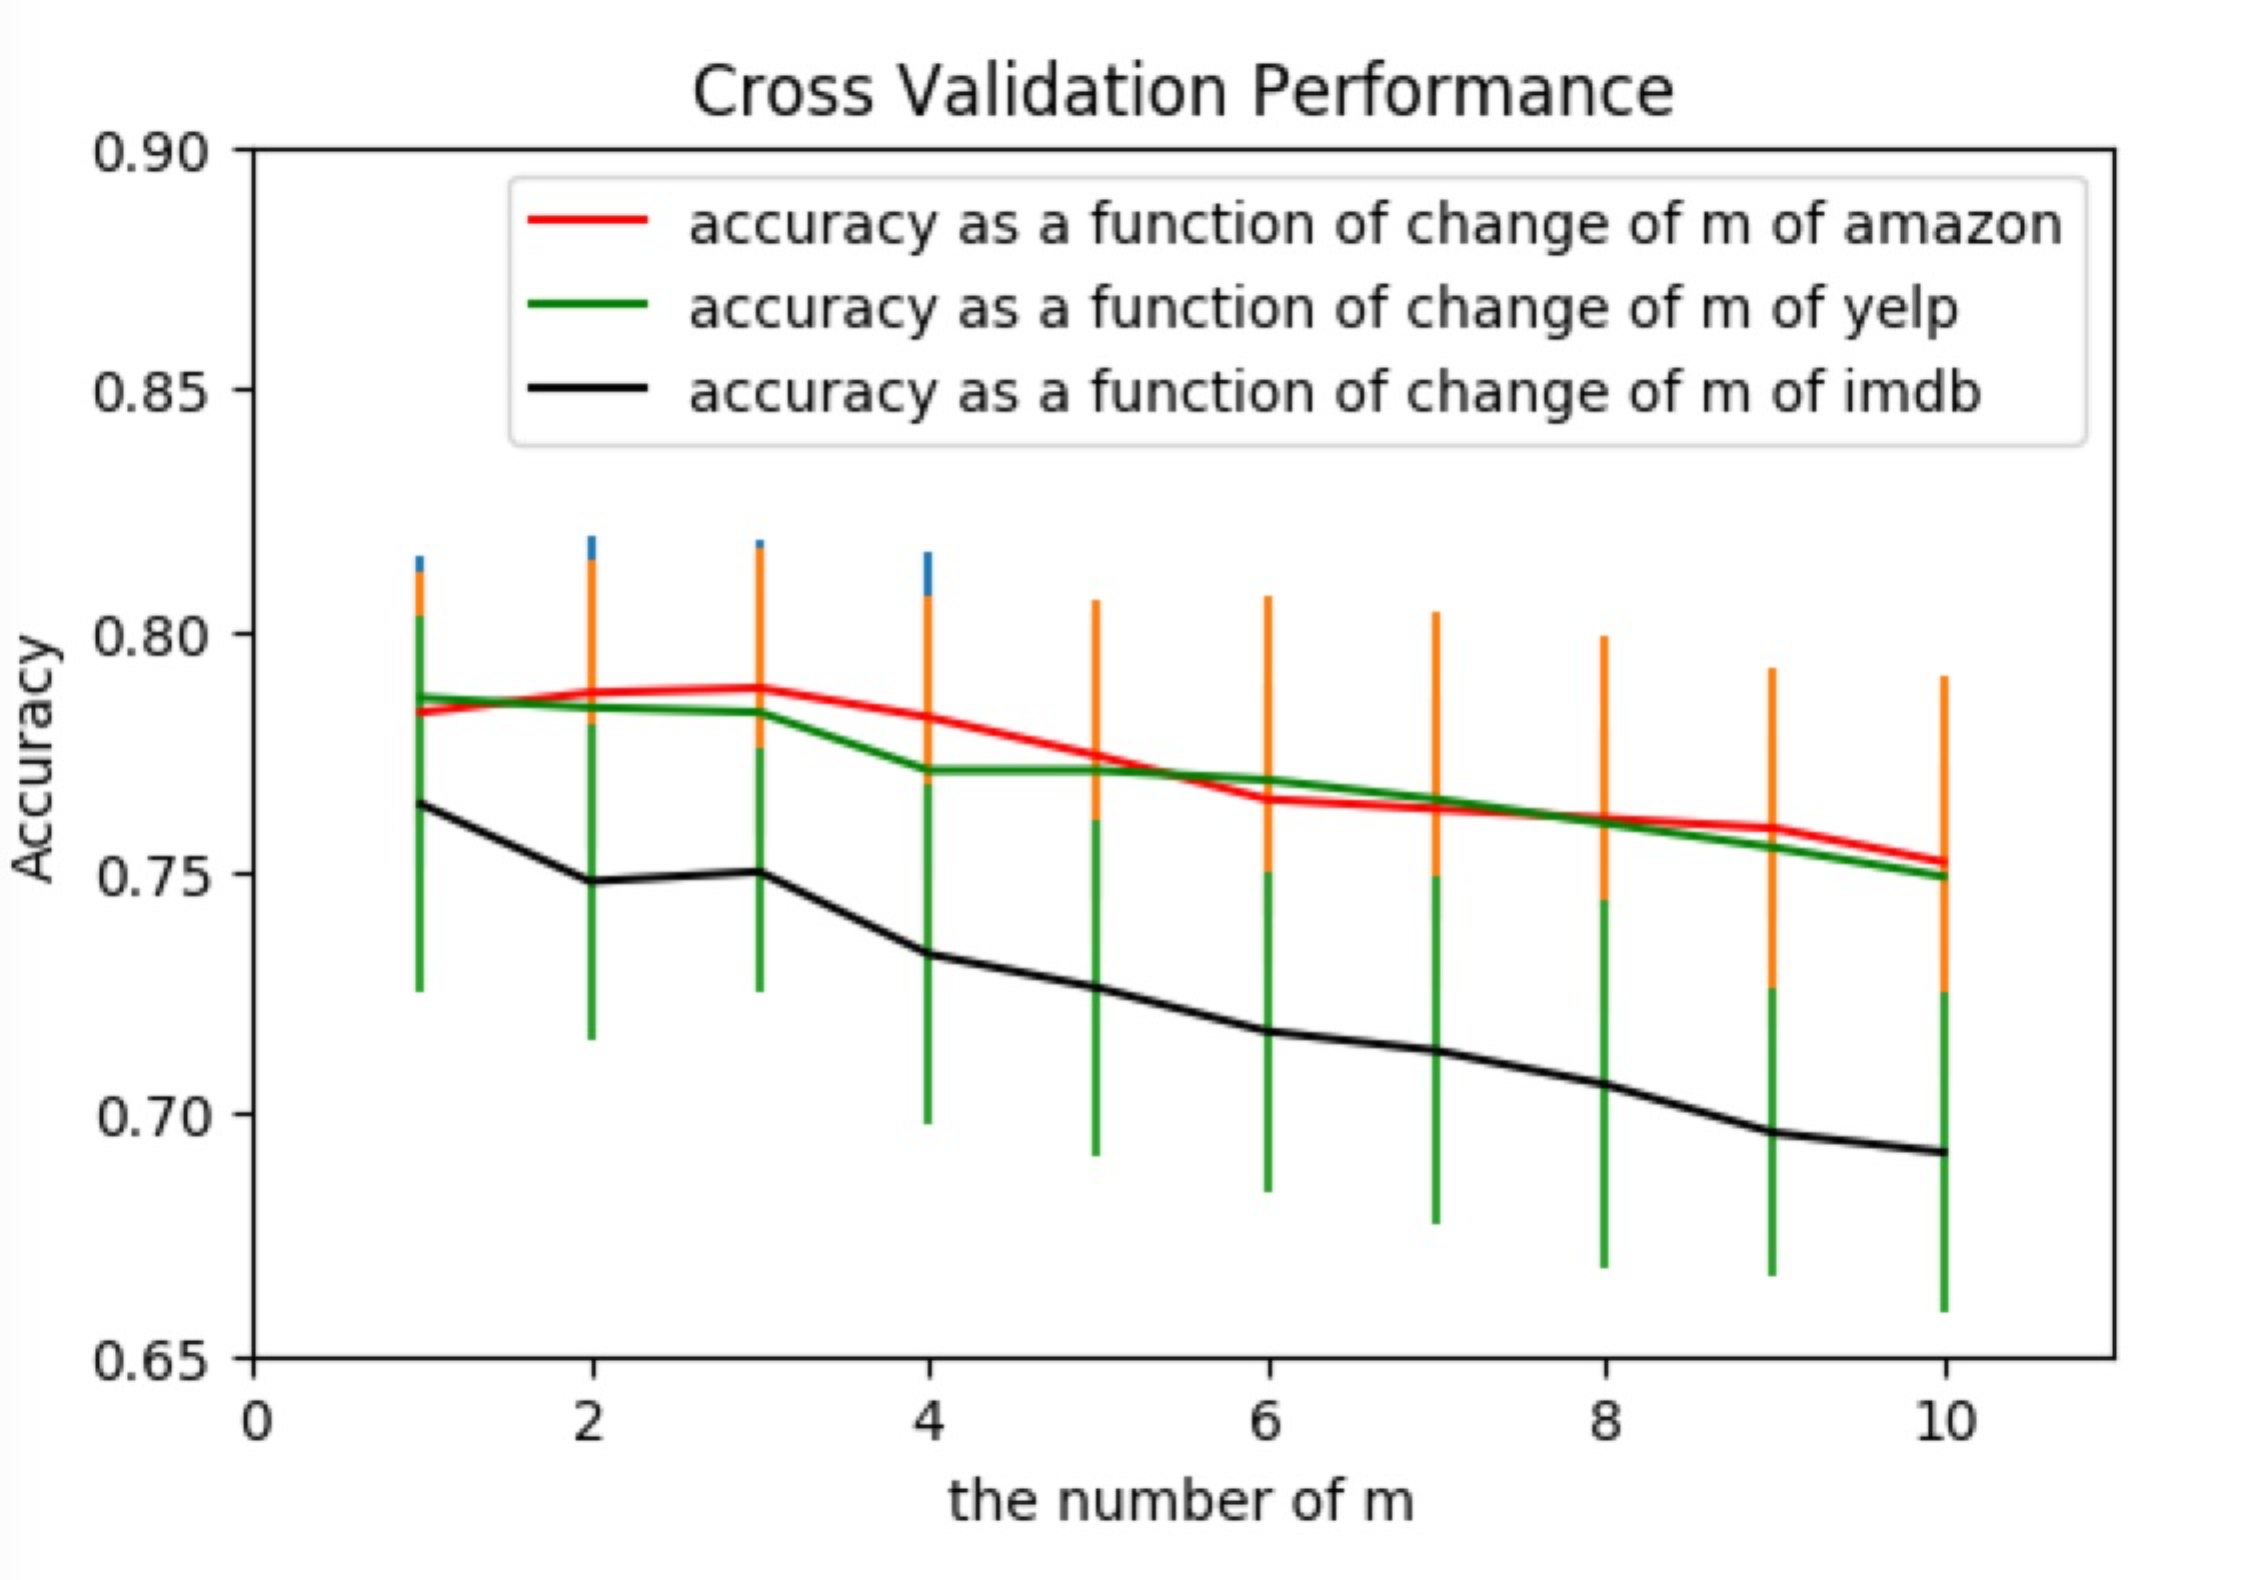 Cross Validation Performance
0.90
accuracy as a function of change of m of amazon
accuracy as a function of change of m of yelp
accuracy as a function of change of m of imdb
0.85
0.80
0.75
0.70
0.65
Accuracy
0 2 4 6 8 10
the number of m